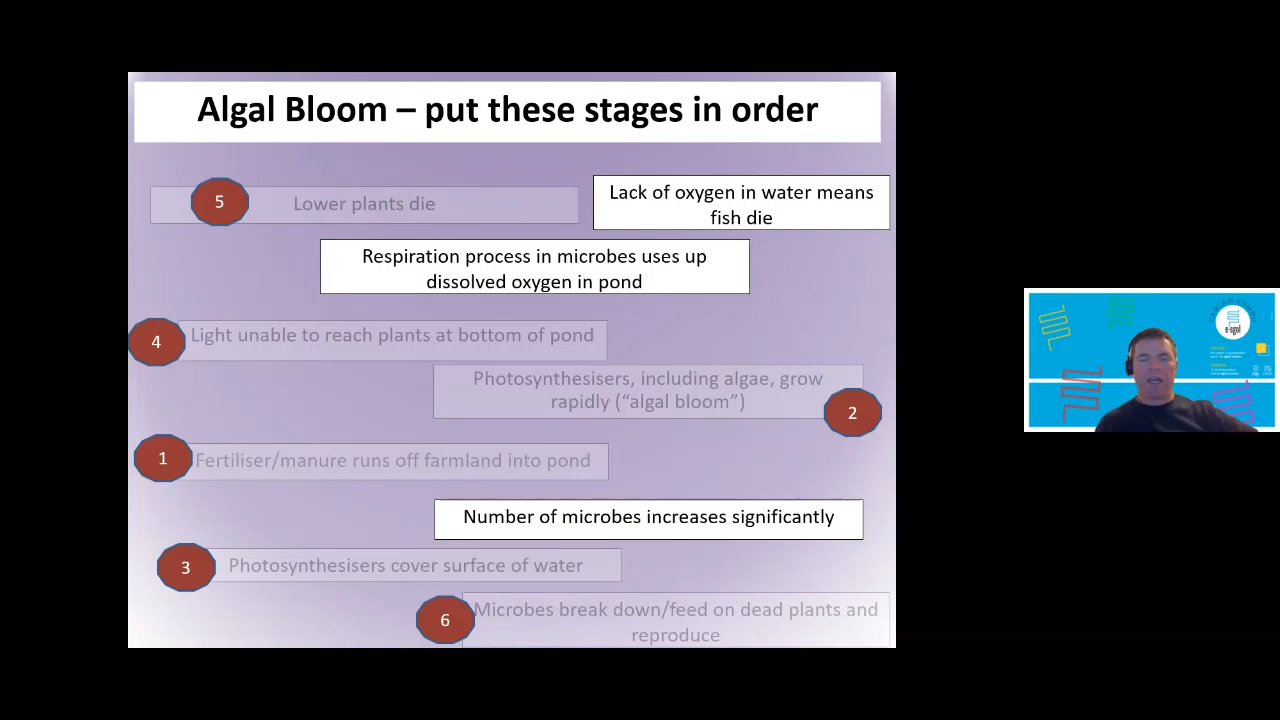 Algal Bloom – put these stages in order
5
Lower plants die
Lack of oxygen in water means
fish die
Respiration process in microbes uses up
dissolved oxygen in pond
4
Light unable to reach plants at bottom of pond
Photosynthesisers, including algae, grow
rapidly (“algal bloom”)
2
1
Fertiliser/manure runs off farmland into pond
Number of microbes increases significantly
3
Photosynthesisers cover surface of water
6
Microbes break down/feed on dead plants and
reproduce
e-sgol